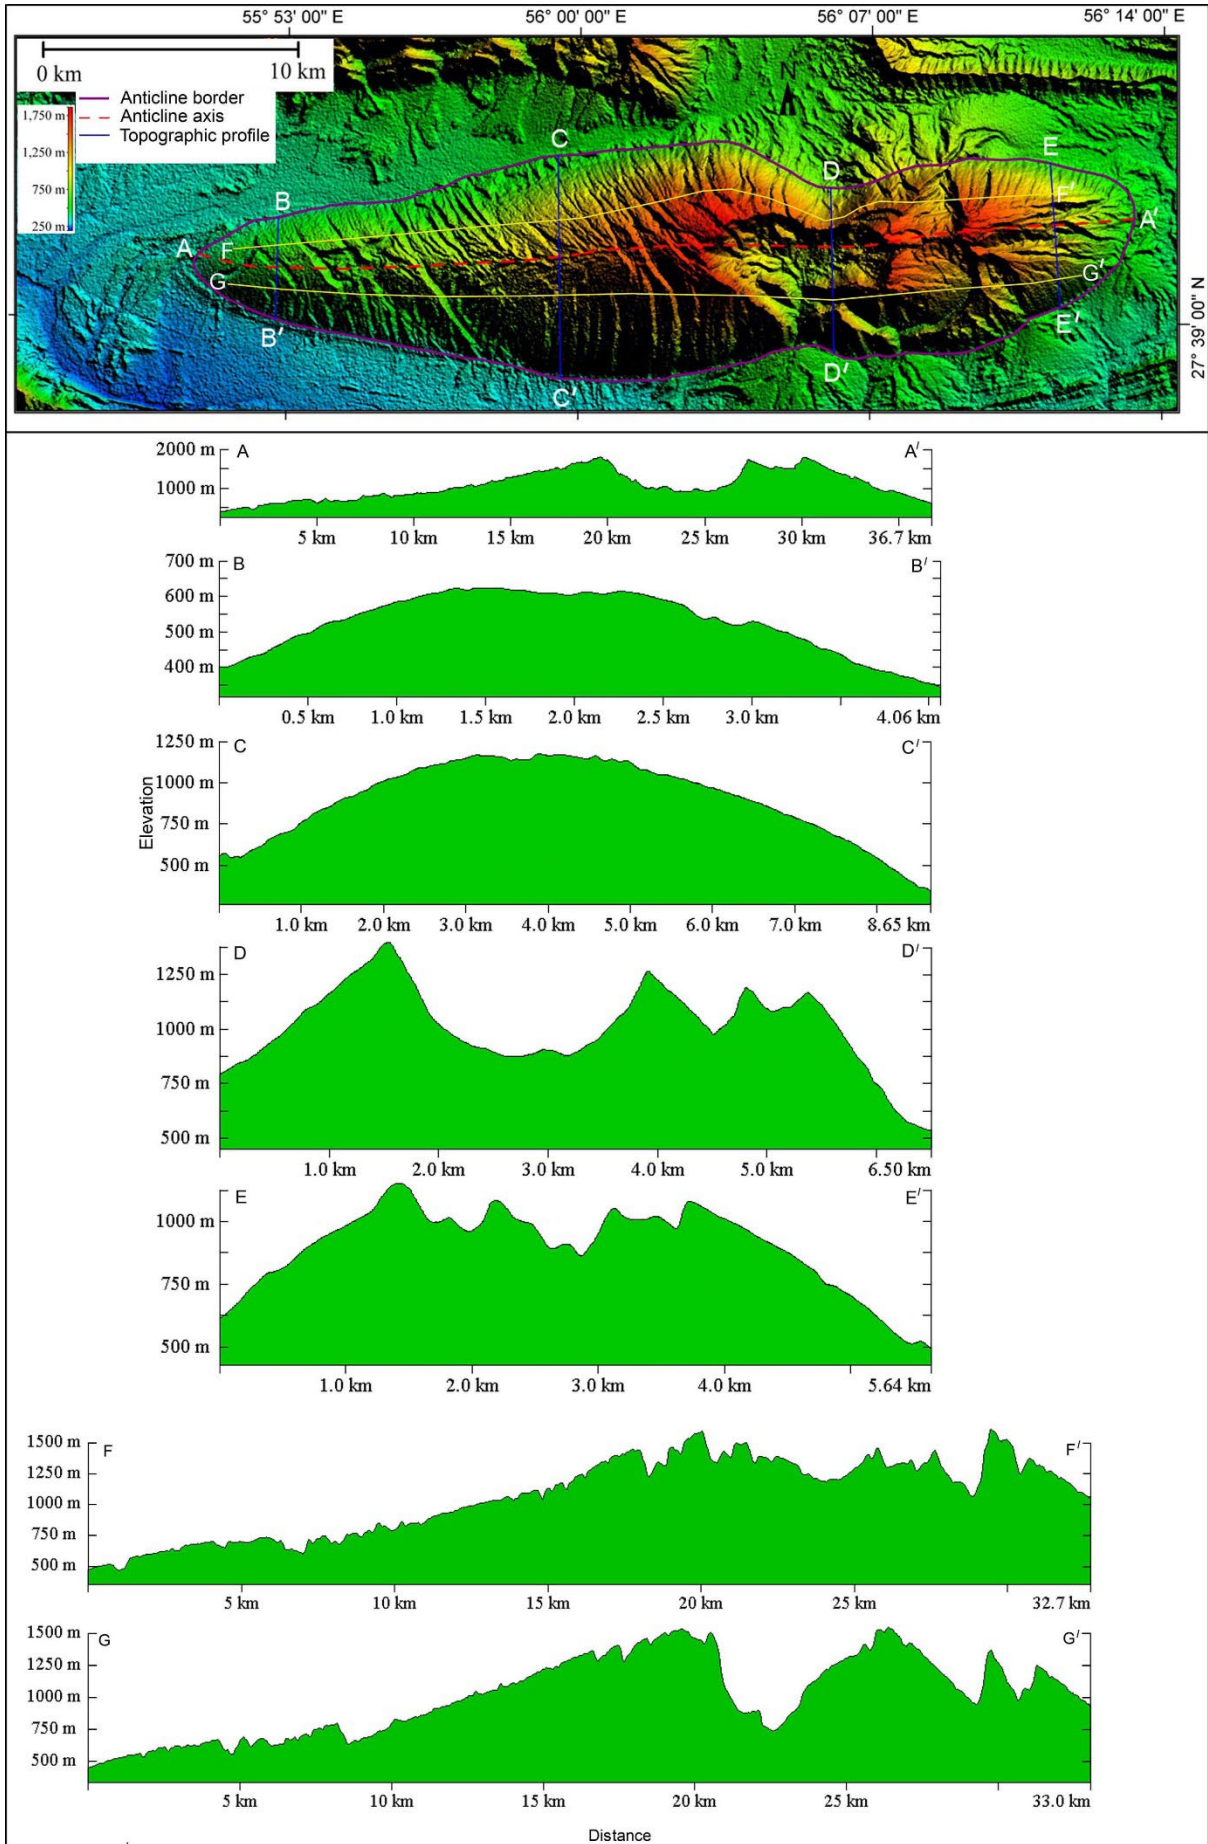 55° 53' 00" E 56° 00' 00" E 56° 07' 00" E 56° 14' 00" E
0 km 10 km
Anticline border
Anticline axis
Topographic profile
1,750 m
1,250 m
750 m
250 m
N
C
E
D
B
F'
A'
A F
G
G'
B'
E'
D'
C'
27° 39' 00" N
2000 m A A'
1000 m
5 km 10 km 15 km 20 km 25 km 30 km 36.7 km
700 m B B'
600 m
500 m
400 m
0.5 km 1.0 km 1.5 km 2.0 km 2.5 km 3.0 km 4.06 km
1250 m C C'
1000 m
750 m
500 m
Elevation
1.0 km 2.0 km 3.0 km 4.0 km 5.0 km 6.0 km 7.0 km 8.65 km
D D'
1250 m
1000 m
750 m
500 m
1.0 km 2.0 km 3.0 km 4.0 km 5.0 km 6.50 km
E E'
1000 m
750 m
500 m
1.0 km 2.0 km 3.0 km 4.0 km 5.64 km
1500 m F F'
1250 m
1000 m
750 m
500 m
5 km 10 km 15 km 20 km 25 km 32.7 km
1500 m G G'
1250 m
1000 m
750 m
500 m
5 km 10 km 15 km 20 km 25 km 33.0 km
Distance